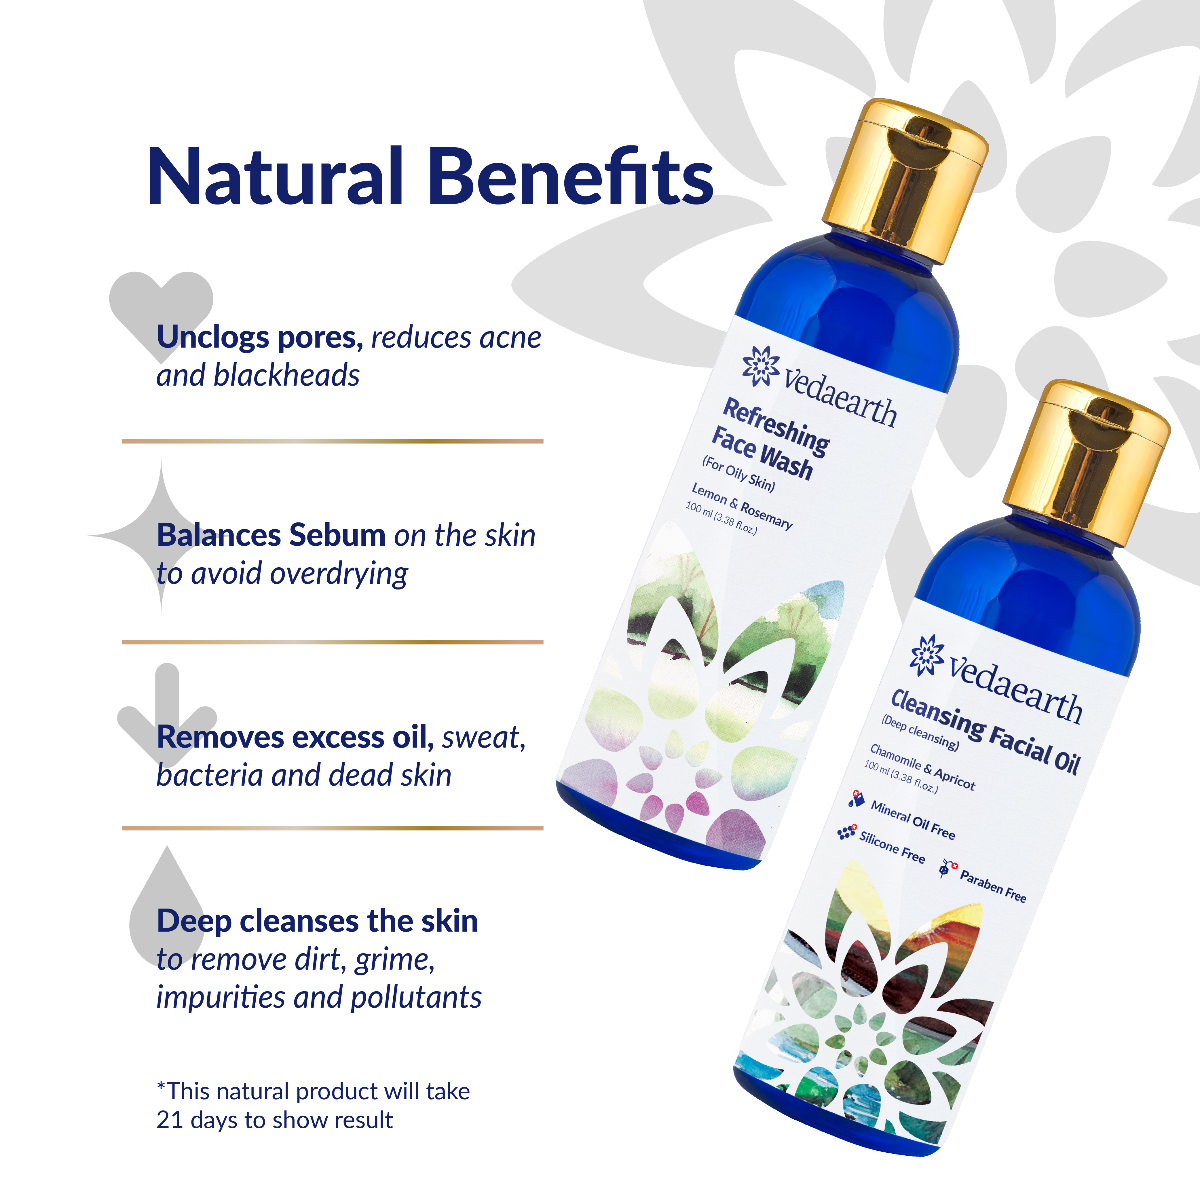 Natural Benefits
Unclogs pores, reduces acne
and blackheads
Balances Sebum on the skin
to avoid overdrying
Removes excess oil, sweat,
bacteria and dead skin
Deep cleanses the skin
to remove dirt, grime,
impurities and pollutants
*This natural product will take
21 days to show result
vedaearth
Refreshing
Face Wash
(For Oily Skin)
Lemon & Rosemary
100 ml (3.38 fl.oz.)
vedaearth
Cleansing Facial Oil
(Deep cleansing)
Chamomile & Apricot
100 ml (3.38 fl.oz.)
Mineral Oil Free
Silicone Free
Paraben Free